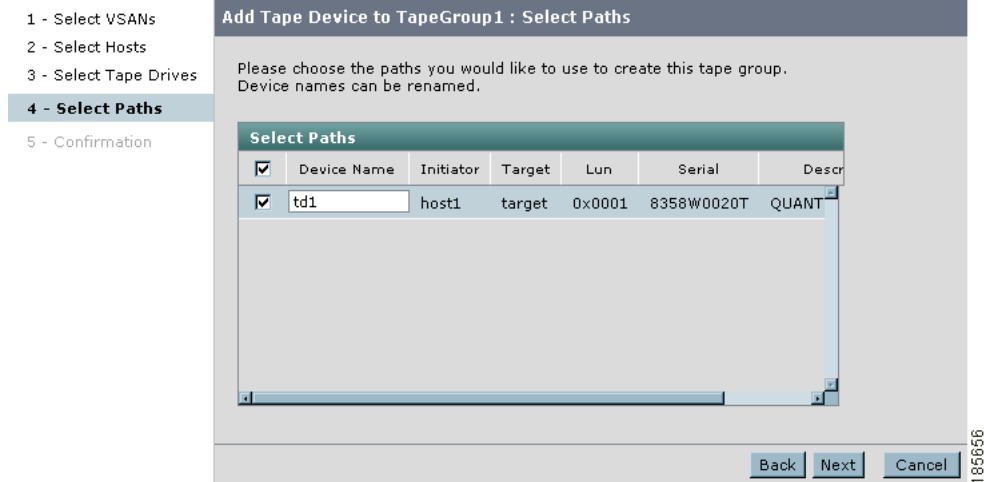 1 - Select VSANs
2 - Select Hosts
3 - Select Tape Drives
4 - Select Paths
5 - Confirmation
Add Tape Device to TapeGroup1 : Select Paths
Please choose the paths you would like to use to create this tape group.
Device names can be renamed.
Select Paths
Device Name Initiator Target Lun Serial Descr
td1 host1 target 0x0001 8358W0020T QUANT
Back Next Cancel
185656